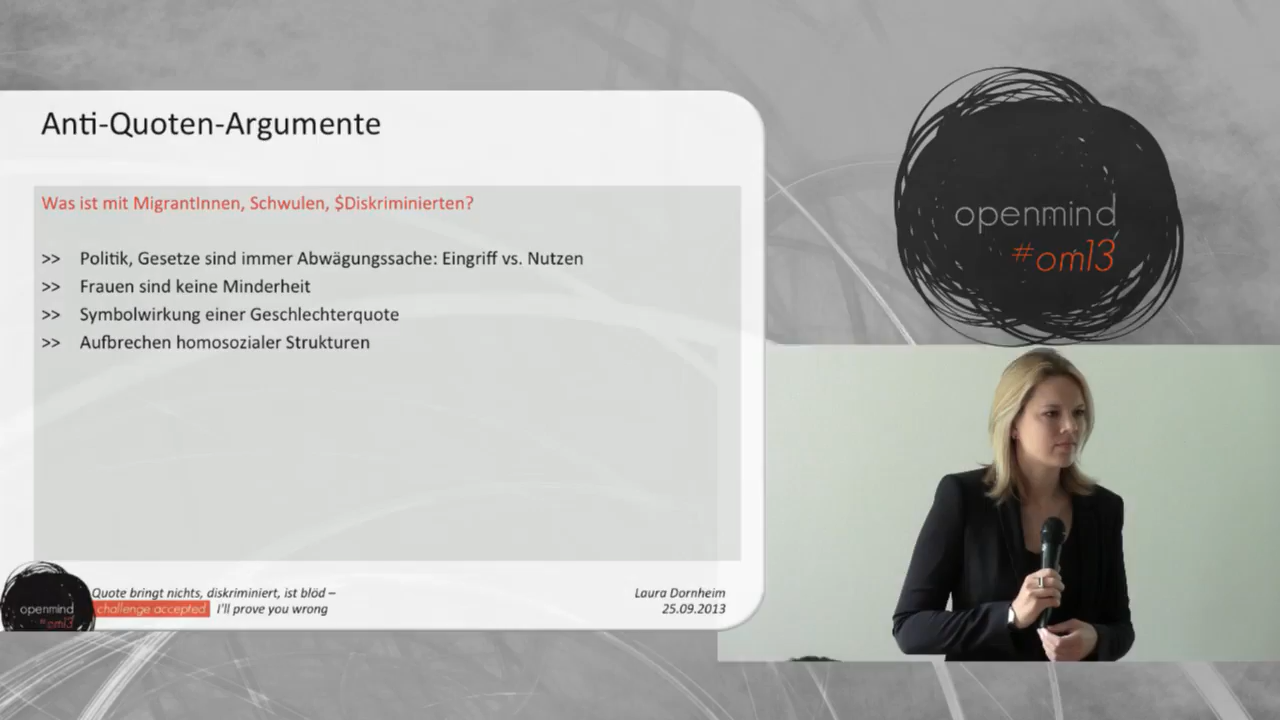 Anti-Quoten-Argumente
Was ist mit MigrantInnen, Schwulen, $Diskriminierten?
>> Politik, Gesetze sind immer Abwägungssache: Eingriff vs. Nutzen
>> Frauen sind keine Minderheit
>> Symbolwirkung einer Geschlechterquote
>> Aufbrechen homosozialer Strukturen
openmind
#om13
Quote bringt nichts, diskriminiert, ist blöd –
challenge accepted I'll prove you wrong
Laura Dornheim
25.09.2013
openmind
#om13